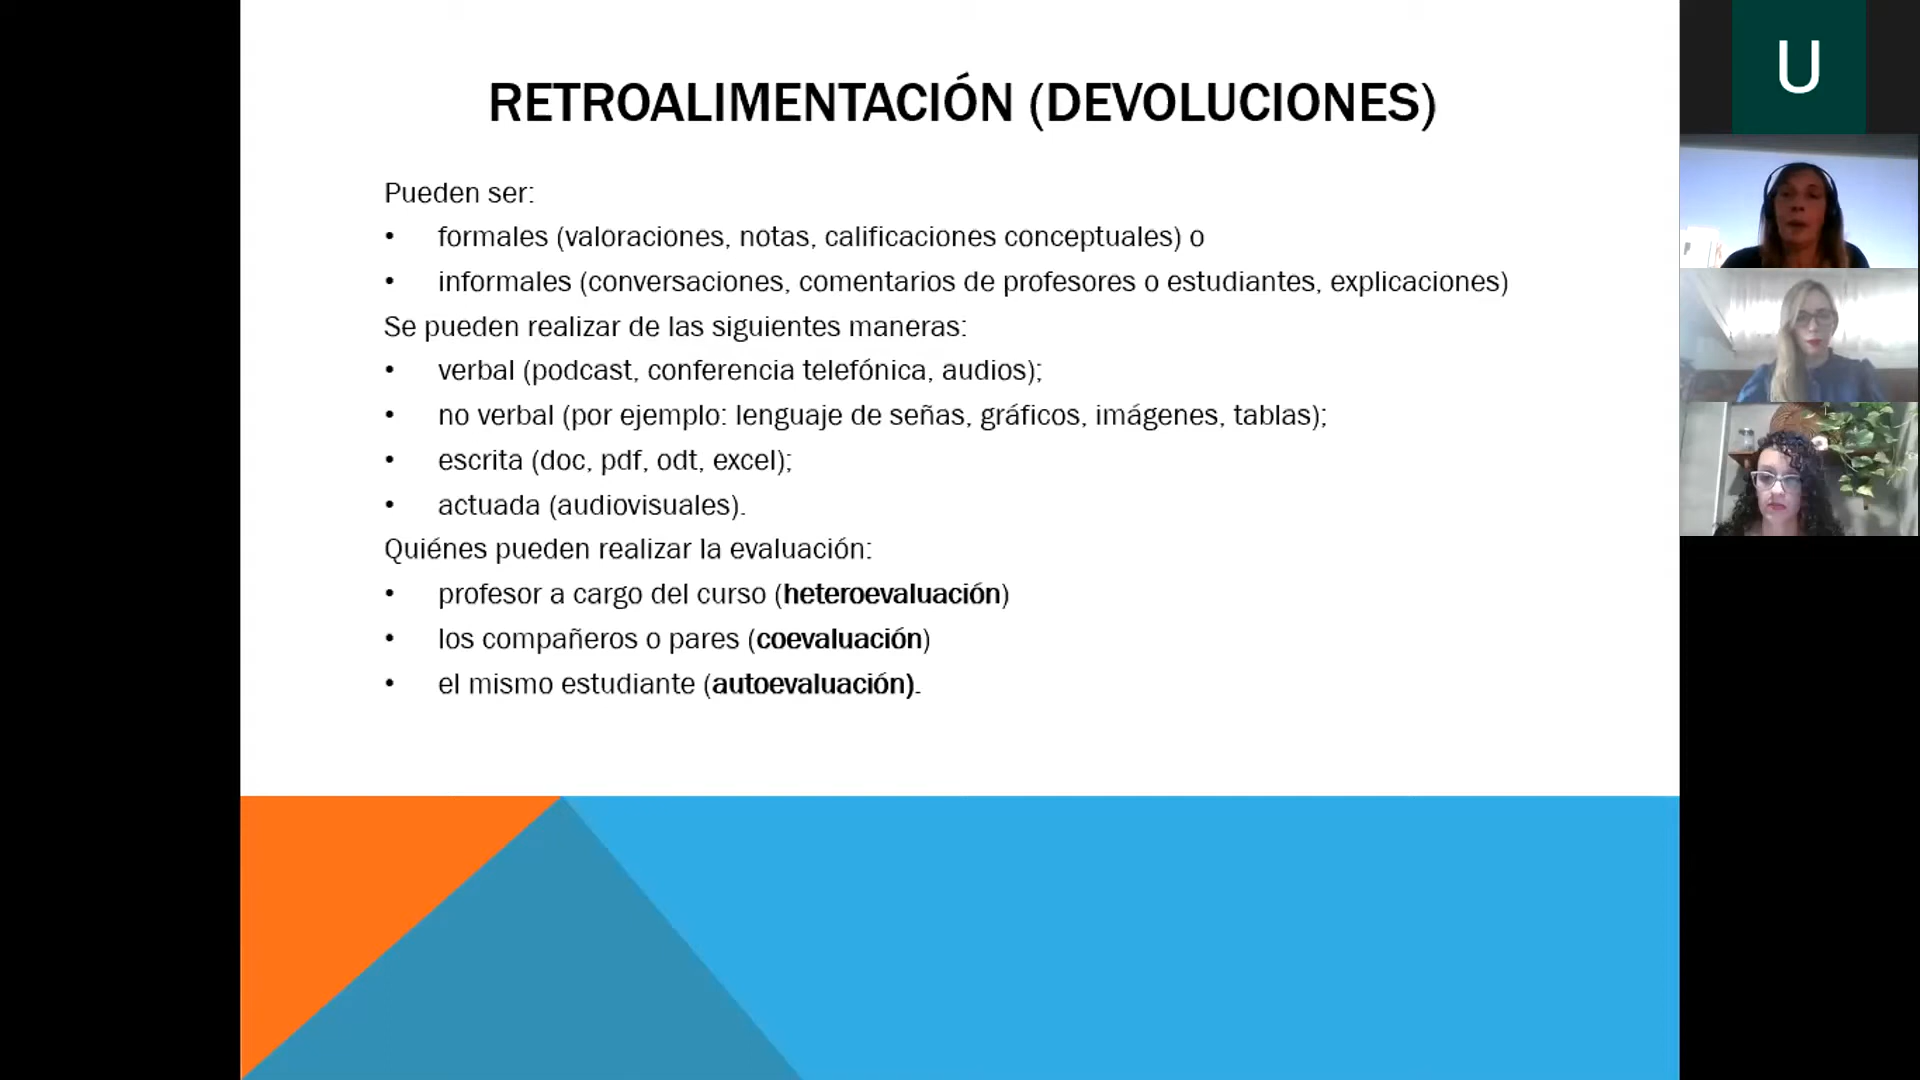 RETROALIMENTACIÓN (DEVOLUCIONES)
Pueden ser:
• formales (valoraciones, notas, calificaciones conceptuales) o
• informales (conversaciones, comentarios de profesores o estudiantes, explicaciones)
Se pueden realizar de las siguientes maneras:
• verbal (podcast, conferencia telefónica, audios);
• no verbal (por ejemplo: lenguaje de señas, gráficos, imágenes, tablas);
• escrita (doc, pdf, odt, excel);
• actuada (audiovisuales).
Quiénes pueden realizar la evaluación:
• profesor a cargo del curso (heteroevaluación)
• los compañeros o pares (coevaluación)
• el mismo estudiante (autoevaluación).
U